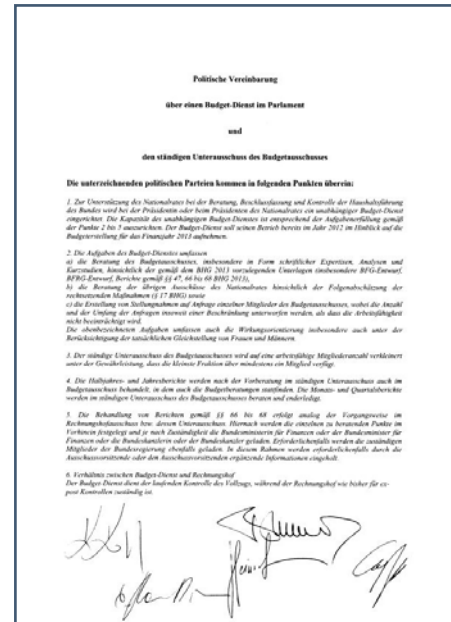 Politische Vereinbarung
über einen Budget-Dienst im Parlament
und
den ständigen Unterausschuss des Budgetausschusses
Die unterzeichnenden politischen Parteien kommen in folgenden Punkten überein:
1. Zur Unterstützung des Nationalrates bei der Beratung, Beschlussfassung und Kontrolle der Haushaltsführung
des Bundes wird bei der Präsidentin oder beim Präsidenten des Nationalrates ein unabhängiger Budget-Dienst
eingerichtet. Die Kapazität des unabhängigen Budget-Dienstes ist entsprechend der Aufgabenerfüllung gemäß
der Punkte 2 bis 5 auszurichten. Der Budget-Dienst soll seinen Betrieb bereits im Jahr 2012 im Hinblick auf die
Budgeterstellung für das Finanzjahr 2013 aufnehmen.
2. Die Aufgaben des Budget-Dienstes umfassen
a) die Beratung des Budgetausschusses, insbesondere in Form schriftlicher Expertisen, Analysen und
Kurzstudien, hinsichtlich der gemäß dem BHG 2013 vorzulegenden Unterlagen (insbesondere BFG-Entwurf,
BFRG-Entwurf, Berichte gemäß §§ 47, 66 bis 68 BHG 2013),
b) die Beratung der übrigen Ausschüsse des Nationalrates hinsichtlich der Folgenabschätzung der
rechtsetzenden Maßnahmen (§ 17 BHG) sowie
c) die Erstellung von Stellungnahmen auf Anfrage einzelner Mitglieder des Budgetausschusses, wobei die Anzahl
und der Umfang der Anfragen insoweit einer Beschränkung unterworfen werden, als dass die Arbeitsfähigkeit
nicht beeinträchtigt wird.
Die obenbezeichneten Aufgaben umfassen auch die Wirkungsorientierung insbesondere auch unter der
Berücksichtigung der tatsächlichen Gleichstellung von Frauen und Männern.
3. Der ständige Unterausschuss des Budgetausschusses wird auf eine arbeitsfähige Mitgliederanzahl verkleinert
unter der Gewährleistung, dass die kleinste Fraktion über mindestens ein Mitglied verfügt.
4. Die Halbjahres- und Jahresberichte werden nach der Vorberatung im ständigen Unterausschuss auch im
Budgetausschuss behandelt, in dem auch die Budgetberatungen stattfinden. Die Monats- und Quartalsberichte
werden im ständigen Unterausschuss des Budgetausschusses beraten und enderledigt.
5. Die Behandlung von Berichten gemäß §§ 66 bis 68 erfolgt analog der Vorgangsweise im
Rechnungshofausschuss bzw. dessen Unterausschuss. Hiernach werden die einzelnen zu beratenden Punkte im
Vorhinein festgelegt und je nach Zuständigkeit die Bundesministerin für Finanzen oder der Bundesminister für
Finanzen oder die Bundeskanzlerin oder der Bundeskanzler geladen. Erforderlichenfalls werden die zuständigen
Mitglieder der Bundesregierung ebenfalls geladen. In diesem Rahmen werden erforderlichenfalls durch die
Ausschussvorsitzende oder den Ausschussvorsitzenden ergänzende Informationen eingeholt.
6. Verhältnis zwischen Budget-Dienst und Rechnungshof
Der Budget-Dienst dient der laufenden Kontrolle des Vollzugs, während der Rechnungshof wie bisher für ex-
post Kontrollen zuständig ist.